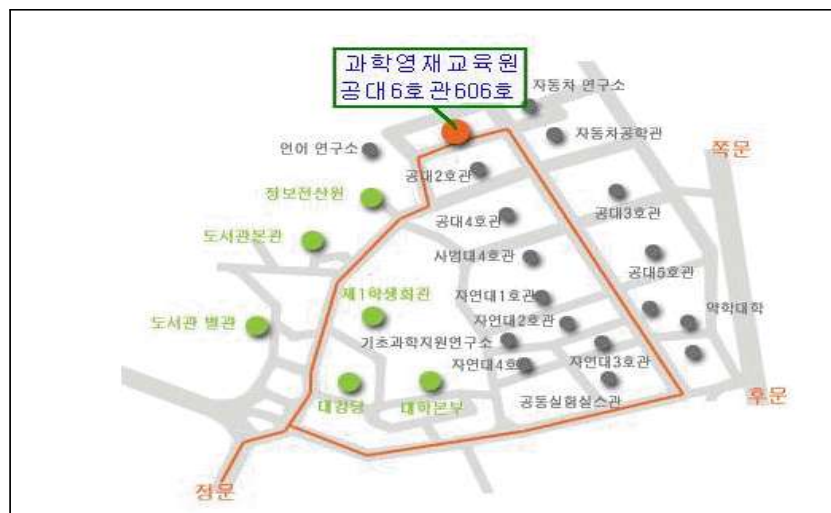 과학영재교육원
공대6호관606호
자동차 연구소
자동차공학관
언어 연구소
쪽문
공대2호관
정보전산원
공대3호관
공대4호관
도서관본관
사범대4호관
공대5호관
제1학생회관
자연대1호관
약학대학
도서관 별관
자연대2호관
기초과학지원연구소
자연대4호
자연대3호관
대강당
대학본부
공동실험실스관
후문
정문